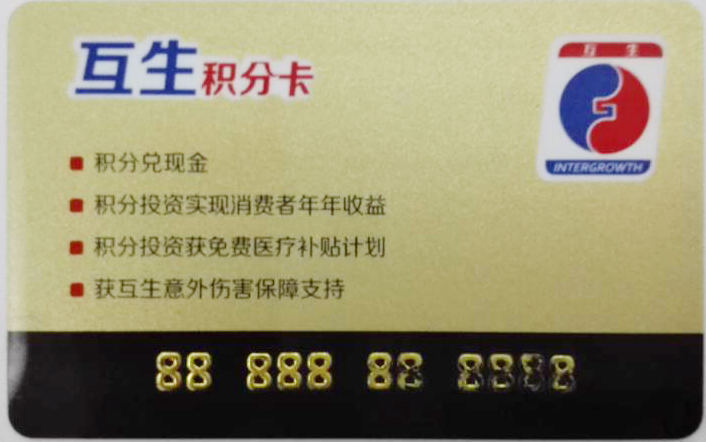 互生积分卡
互生
INTERGROWTH
积分兑现金
积分投资实现消费者年年收益
积分投资获免费医疗补贴计划
获互生意外伤害保障支持
88 888 88 8888